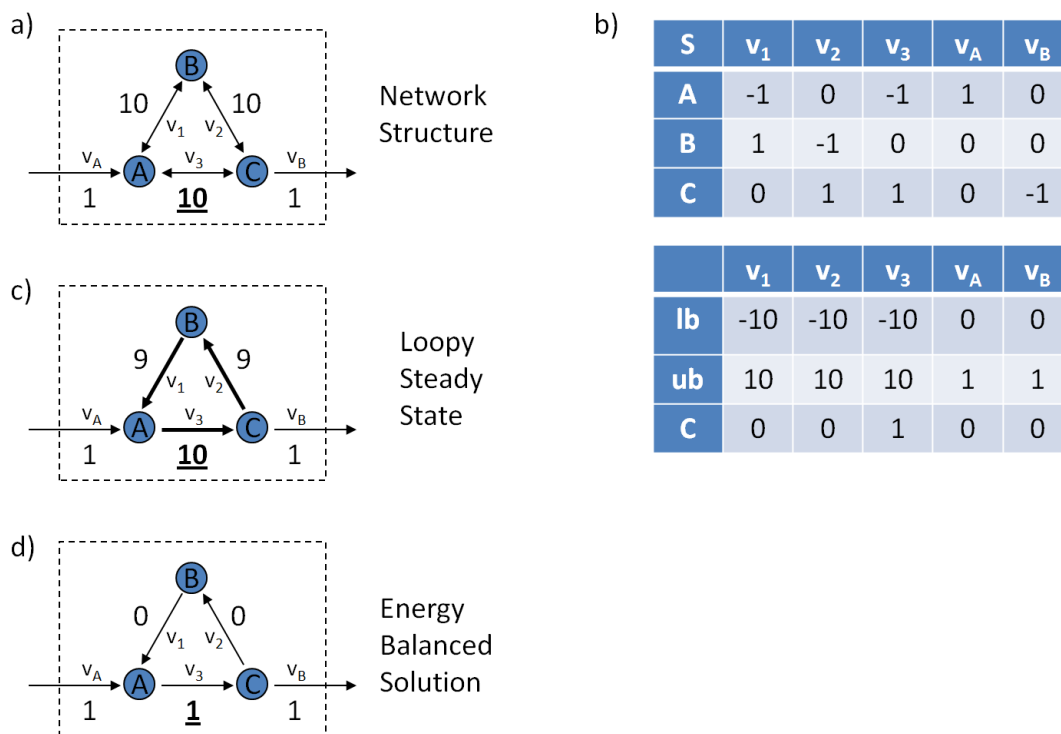 a)
B
10 10
v1 v2
vA v3 vB
A C
1 10 1
Network
Structure
b)
S v1 v2 v3 vA vB
A -1 0 -1 1 0
B 1 -1 0 0 0
C 0 1 1 0 -1
v1 v2 v3 vA vB
lb -10 -10 -10 0 0
ub 10 10 10 1 1
C 0 0 1 0 0
c)
B
9 9
v1 v2
vA v3 vB
A C
1 10 1
Loopy
Steady
State
d)
B
0 0
v1 v2
vA v3 vB
A C
1 1 1
Energy
Balanced
Solution